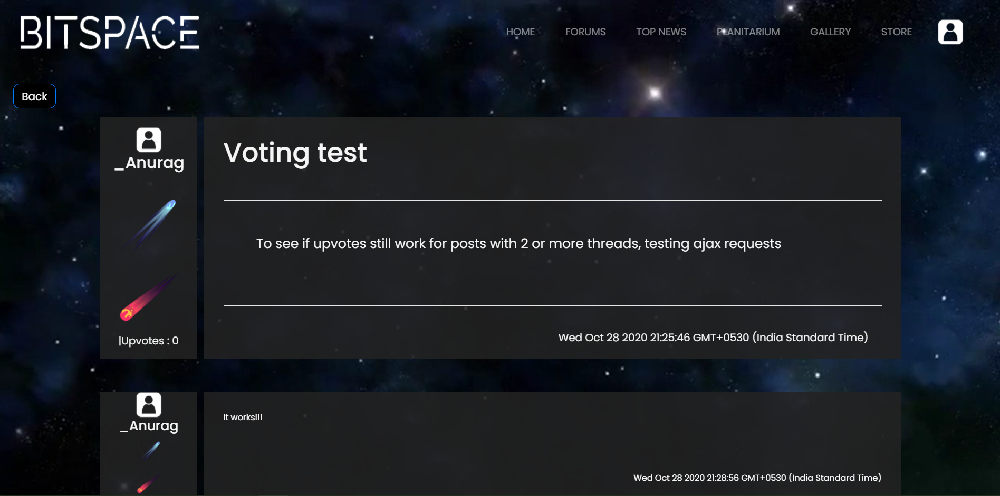 BITSPACE
HOME FORUMS TOP NEWS PLANITARIUM GALLERY STORE
Back
_Anurag
Voting test
To see if upvotes still work for posts with 2 or more threads, testing ajax requests
|Upvotes : 0
Wed Oct 28 2020 21:25:46 GMT+0530 (India Standard Time)
_Anurag
It works!!!
Wed Oct 28 2020 21:28:56 GMT+0530 (India Standard Time)